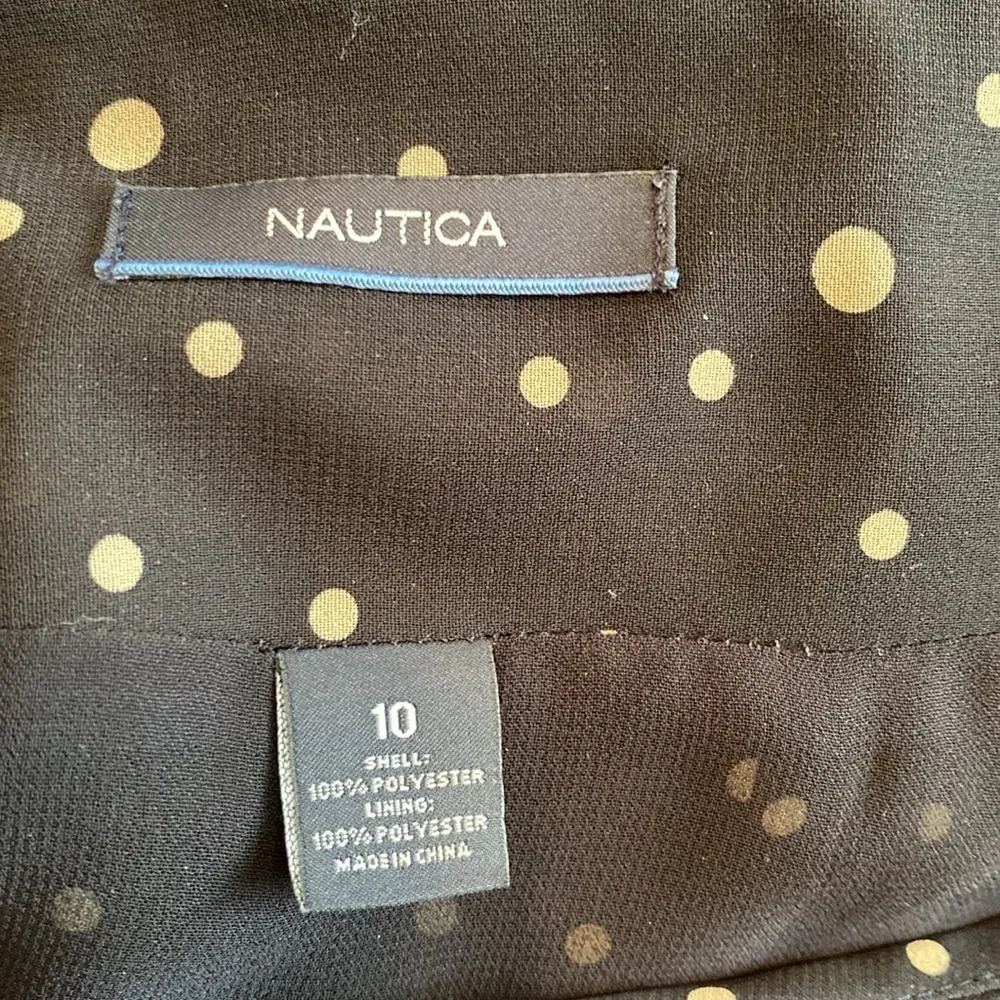 NAUTICA
10
SHELL:
100% POLYESTER
LINING:
100% POLYESTER
MADE IN CHINA